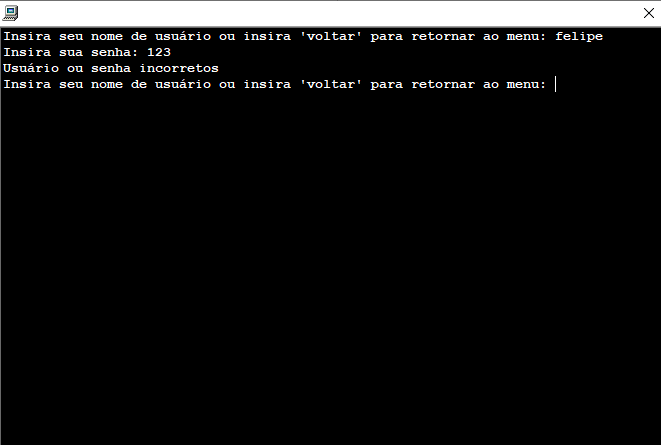 Insira seu nome de usuário ou insira 'voltar' para retornar ao menu: felipe
Insira sua senha: 123
Usuário ou senha incorretos
Insira seu nome de usuário ou insira 'voltar' para retornar ao menu: